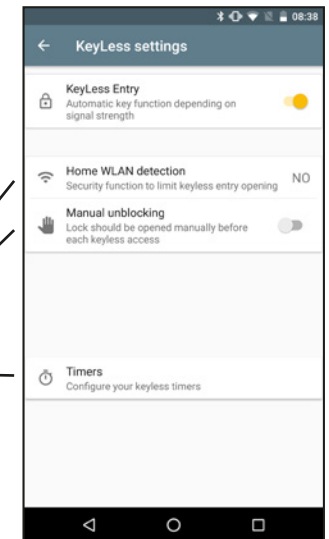 08:38
KeyLess settings
KeyLess Entry
Automatic key function depending on
signal strength
Home WLAN detection
Security function to limit keyless entry opening NO
Manual unblocking
Lock should be opened manually before
each keyless access
Timers
Configure your keyless timers